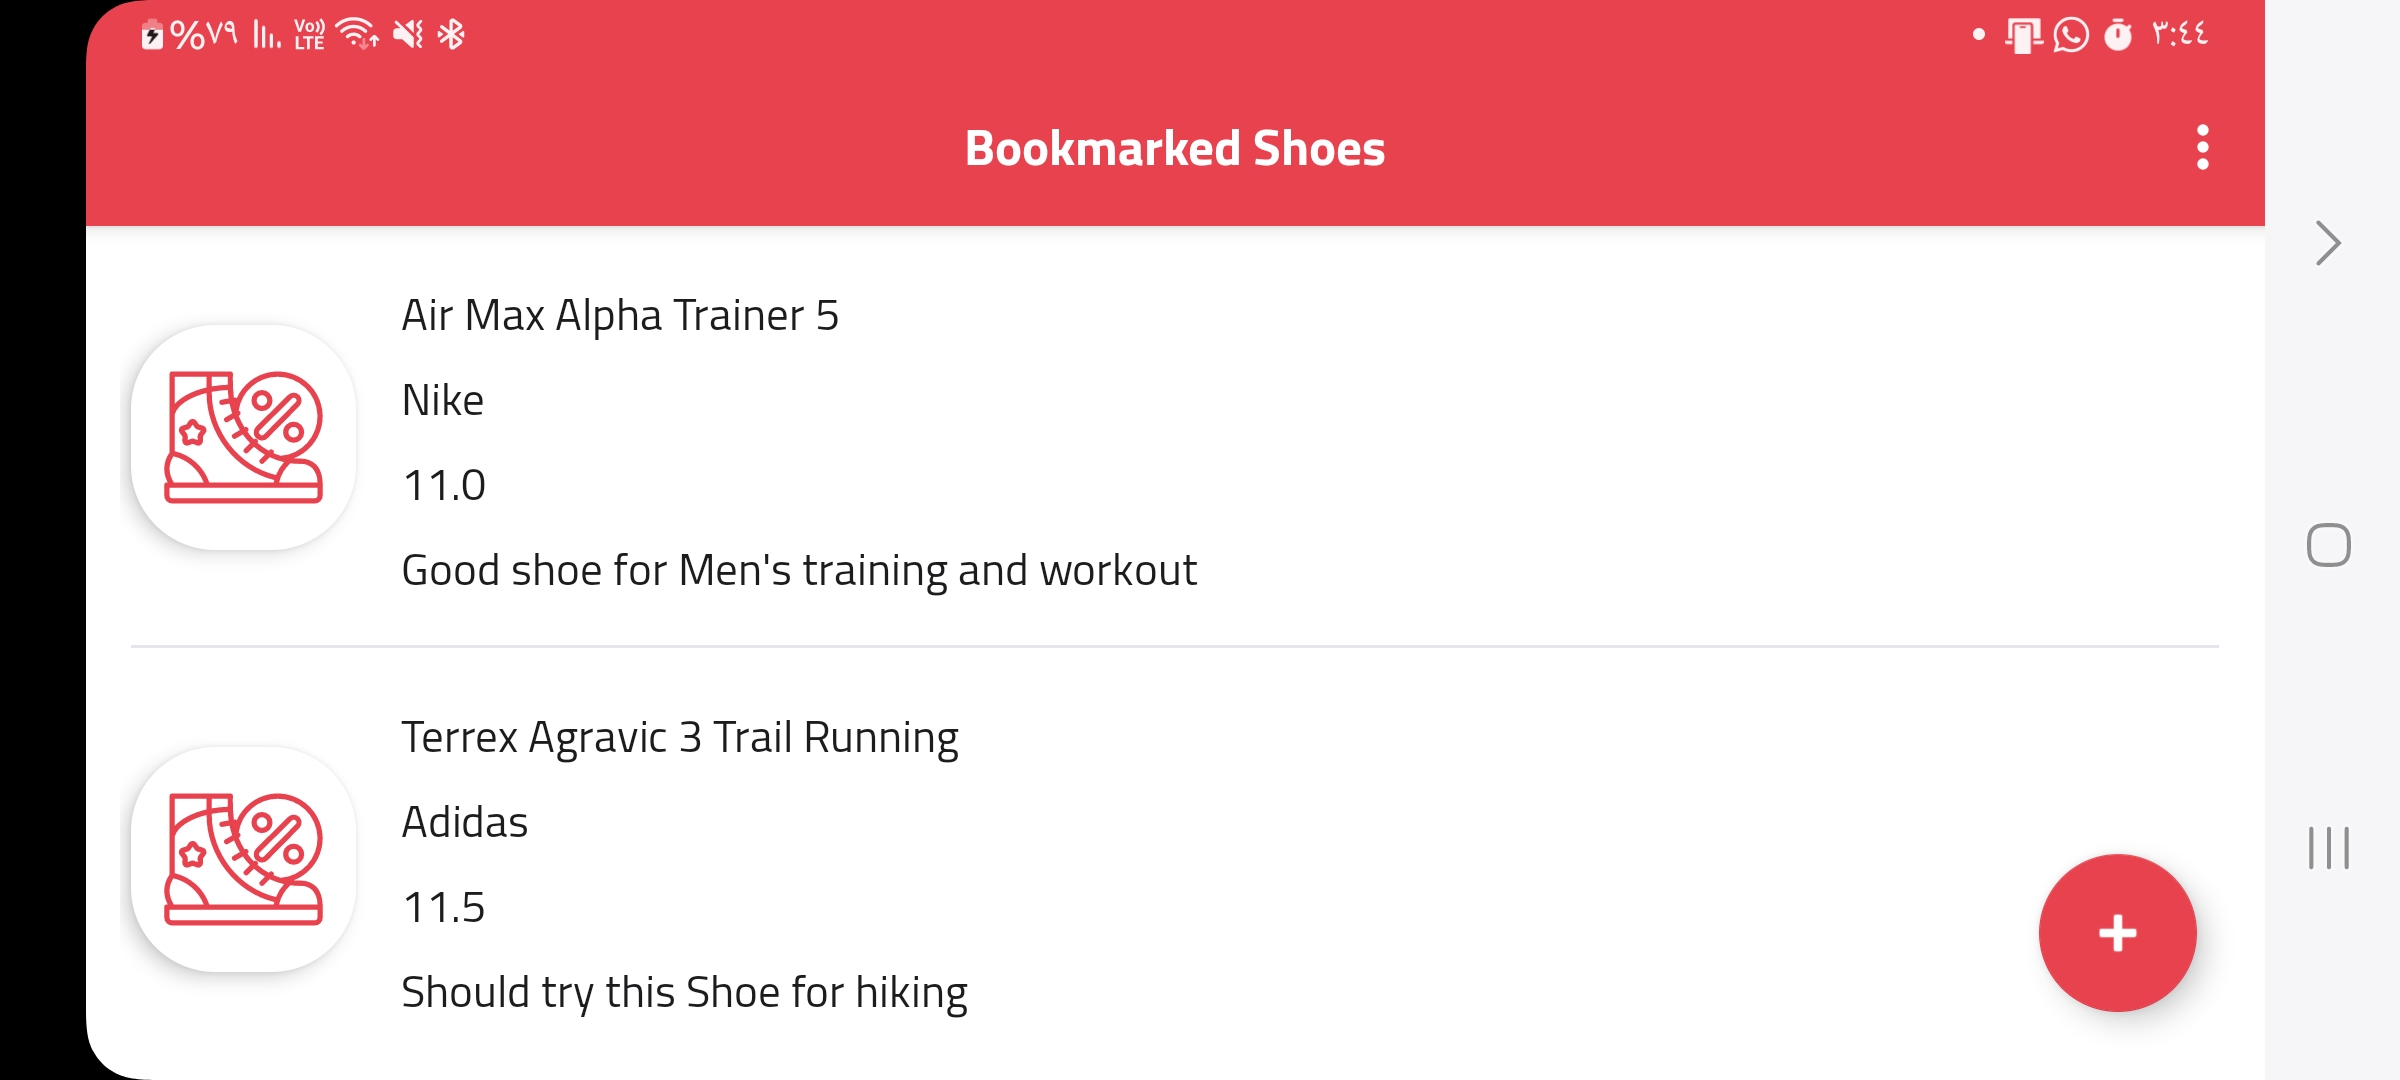 %٧٩ Vo)) LTE ٣:٤٤
Bookmarked Shoes
Air Max Alpha Trainer 5
Nike
11.0
Good shoe for Men's training and workout
Terrex Agravic 3 Trail Running
Adidas
11.5
Should try this Shoe for hiking